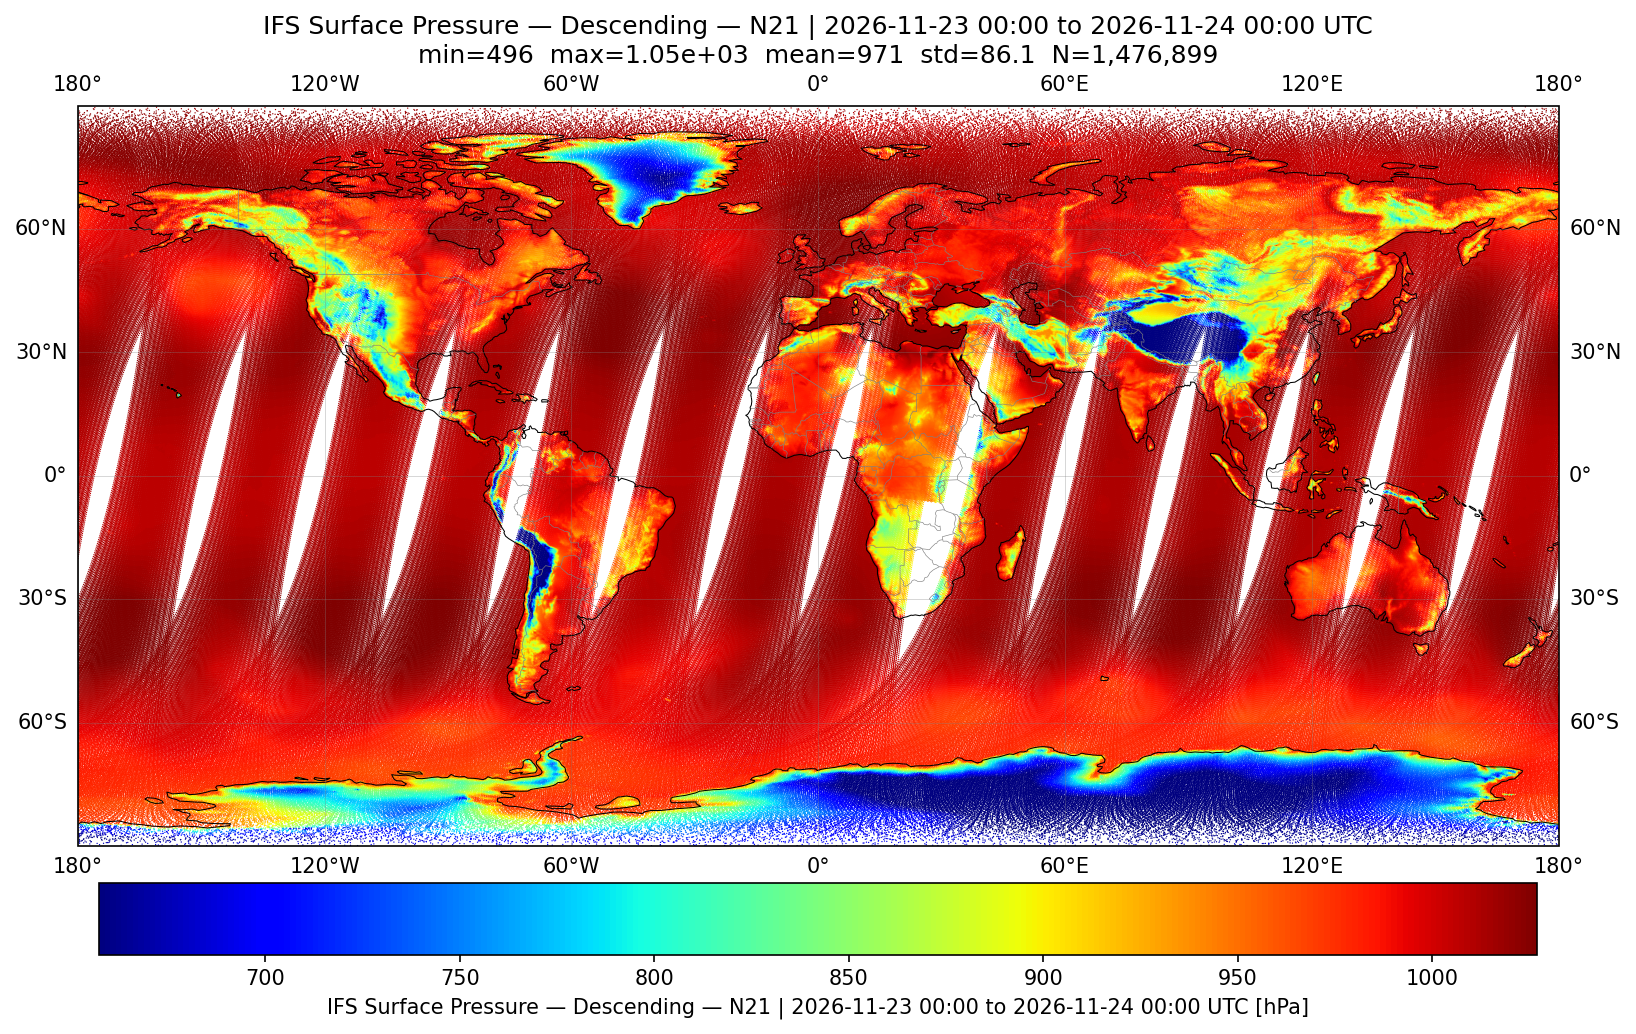 IFS Surface Pressure — Descending — N21 | 2026-11-23 00:00 to 2026-11-24 00:00 UTC
min=496 max=1.05e+03 mean=971 std=86.1 N=1,476,899
180° 120°W 60°W 0° 60°E 120°E 180°
60°N 60°N
30°N 30°N
0° 0°
30°S 30°S
60°S 60°S
180° 120°W 60°W 0° 60°E 120°E 180°
700 750 800 850 900 950 1000
IFS Surface Pressure — Descending — N21 | 2026-11-23 00:00 to 2026-11-24 00:00 UTC [hPa]